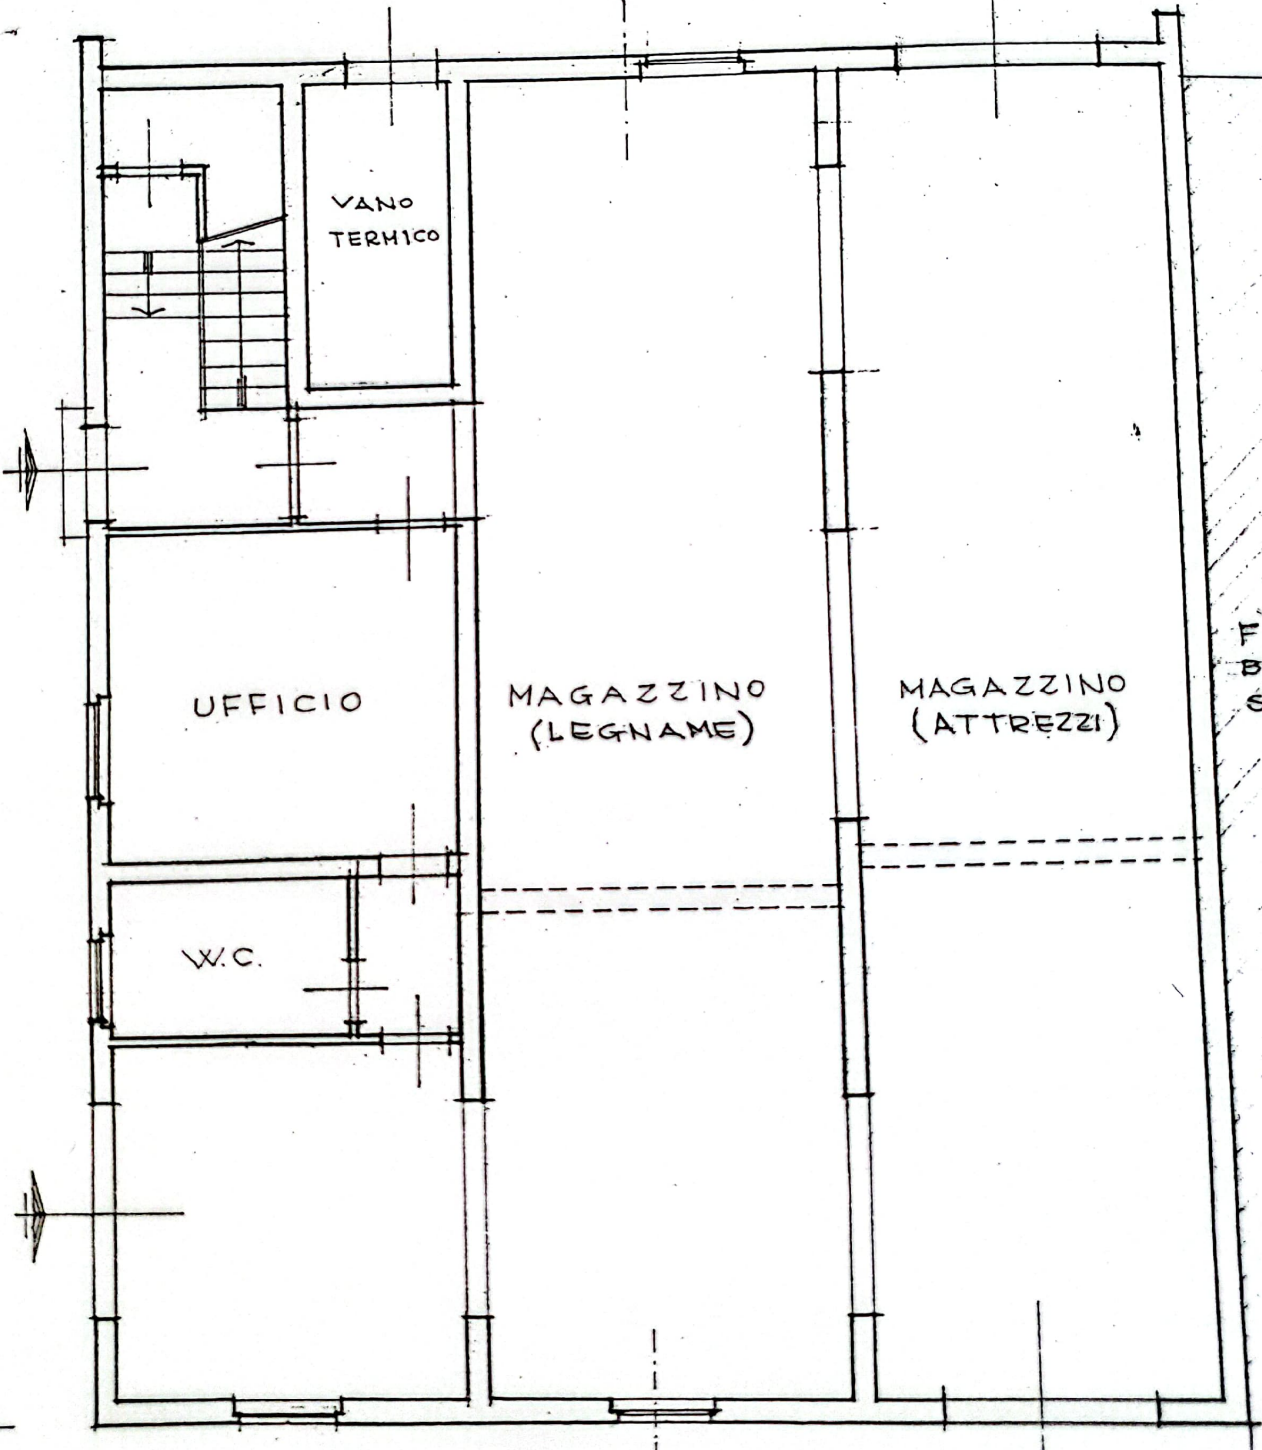 VANO
TERMICO
UFFICIO
MAGAZZINO
(LEGNAME)
MAGAZZINO
(ATTREZZI)
W.C.
F
B
S